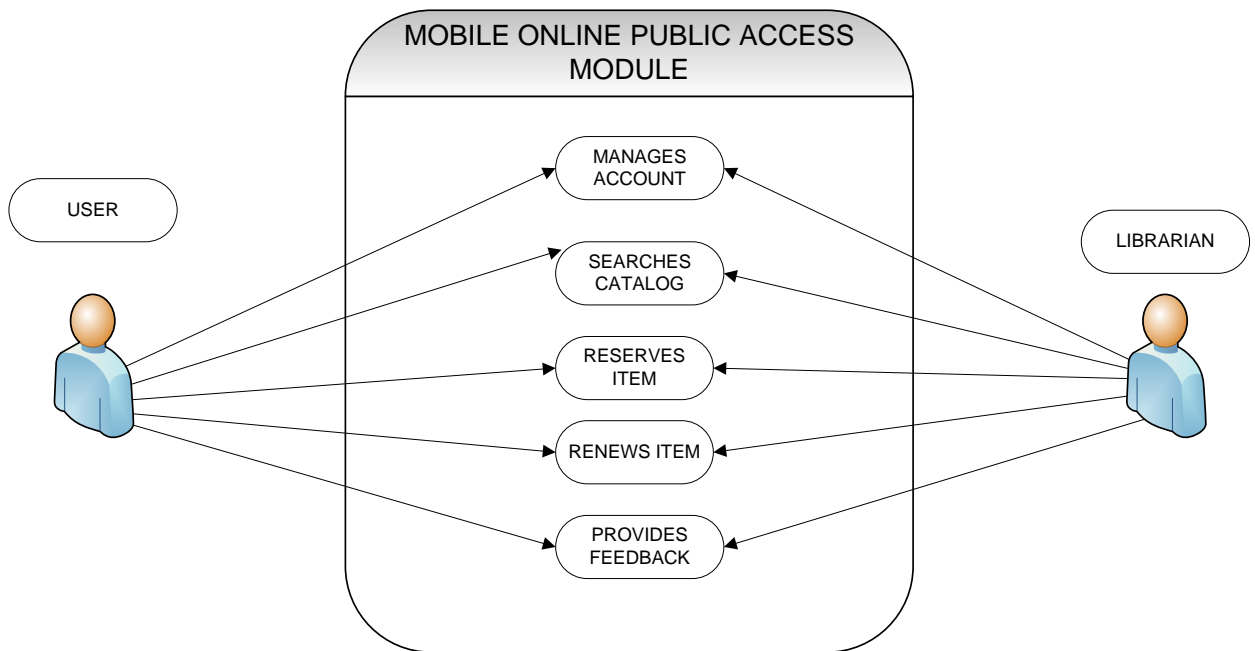 MOBILE ONLINE PUBLIC ACCESS
MODULE
MANAGES
ACCOUNT
USER
LIBRARIAN
SEARCHES
CATALOG
RESERVES
ITEM
RENEWS ITEM
PROVIDES
FEEDBACK